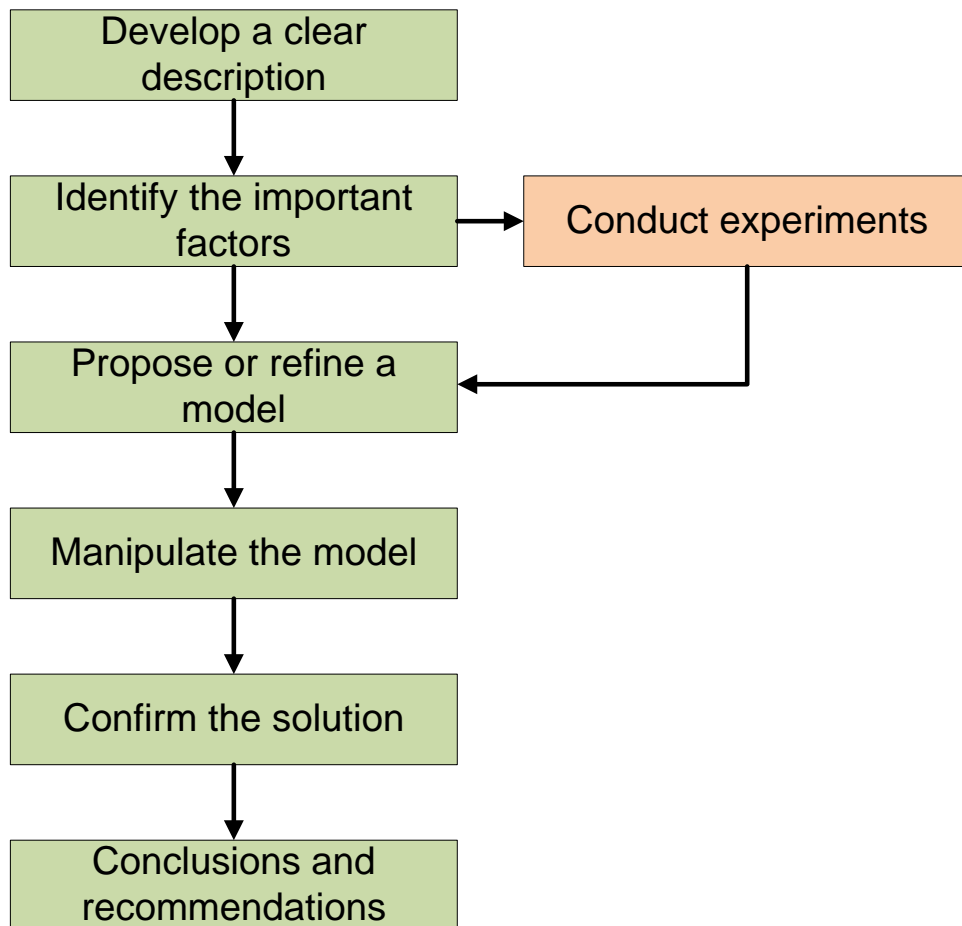 Develop a clear
description
Identify the important
factors
Conduct experiments
Propose or refine a
model
Manipulate the model
Confirm the solution
Conclusions and
recommendations